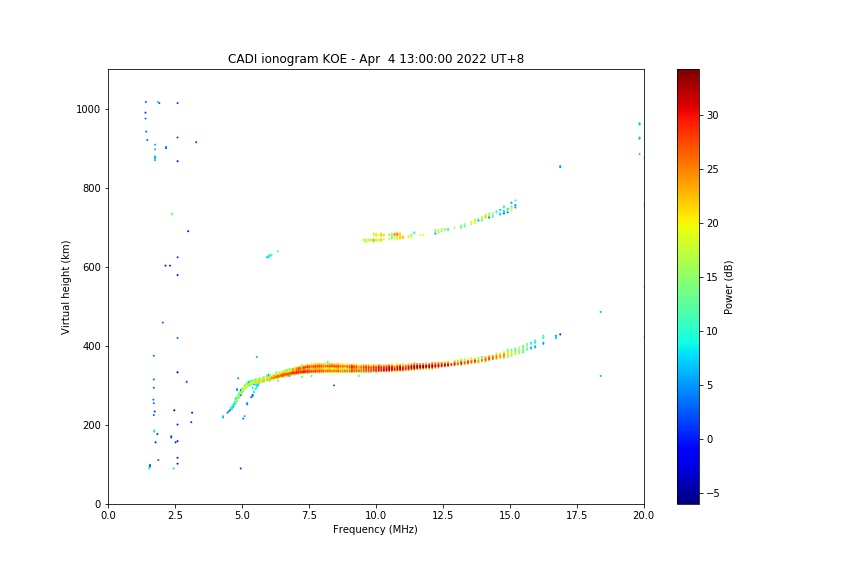 CADI ionogram KOE - Apr  4 13:00:00 2022 UT+8
1000
800
600
400
200
0
Virtual height (km)
0.0 2.5 5.0 7.5 10.0 12.5 15.0 17.5 20.0
Frequency (MHz)
30
25
20
15
10
5
0
−5
Power (dB)